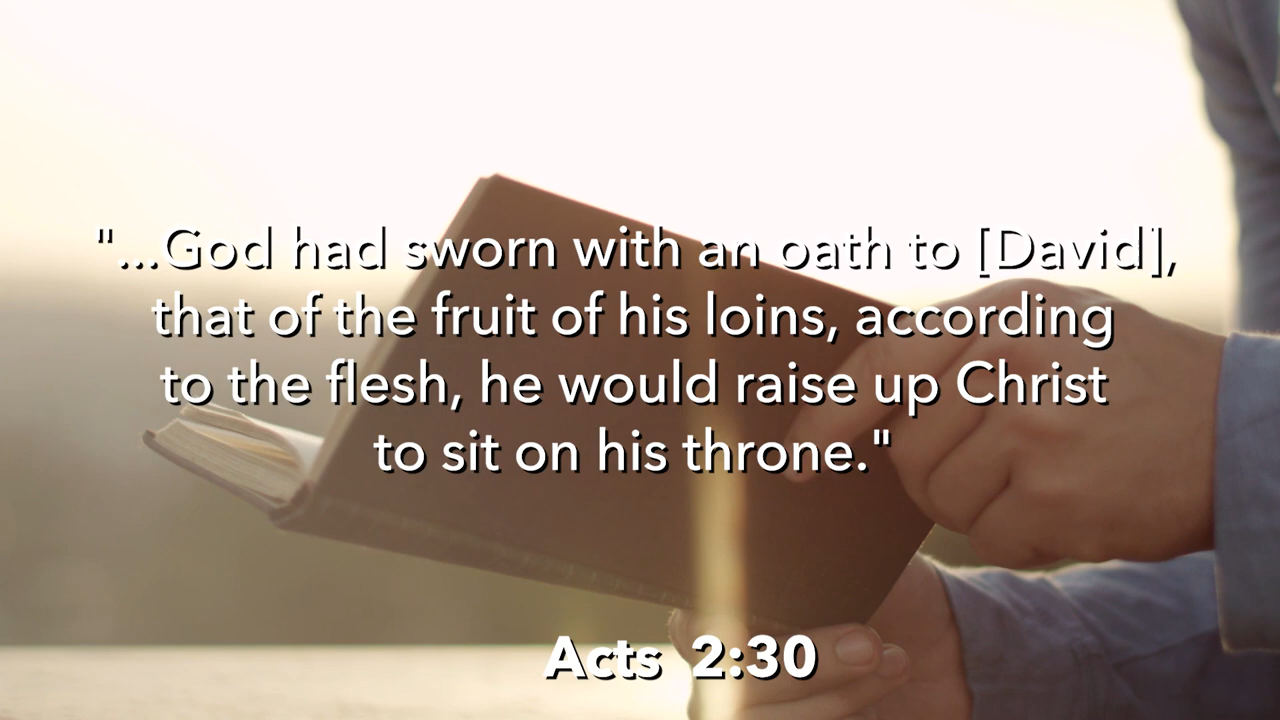 "...God had sworn with an oath to [David],
that of the fruit of his loins, according
to the flesh, he would raise up Christ
to sit on his throne."
Acts 2:30